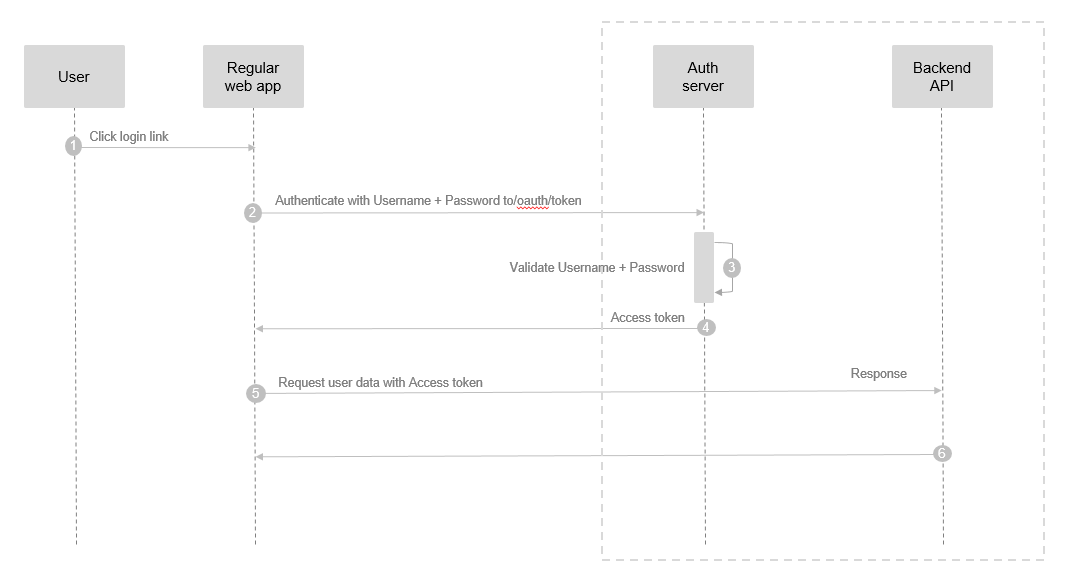 User
Regular
web app
Auth
server
Backend
API
1
Click login link
2
Authenticate with Username + Password to/oauth/token
Validate Username + Password
3
Access token
4
5
Request user data with Access token
Response
6